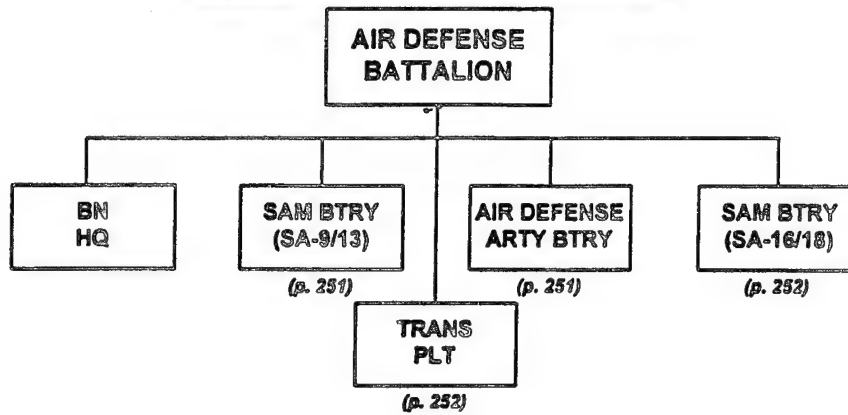 AIR DEFENSE
BATTALION
BN
HQ
SAM BTRY
(SA-9/13)
(p. 251)
AIR DEFENSE
ARTY BTRY
(p. 251)
SAM BTRY
(SA-16/18)
(p. 252)
TRANS
PLT
(p. 252)